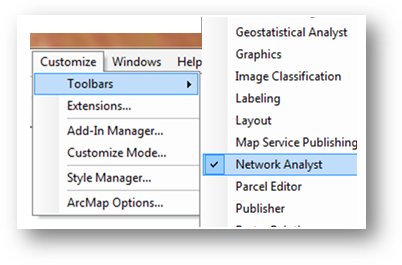 Customize Windows Help
Toolbars
Extensions...
Add-In Manager...
Customize Mode...
Style Manager...
ArcMap Options...
Geostatistical Analyst
Graphics
Image Classification
Labeling
Layout
Map Service Publishing
Network Analyst
Parcel Editor
Publisher